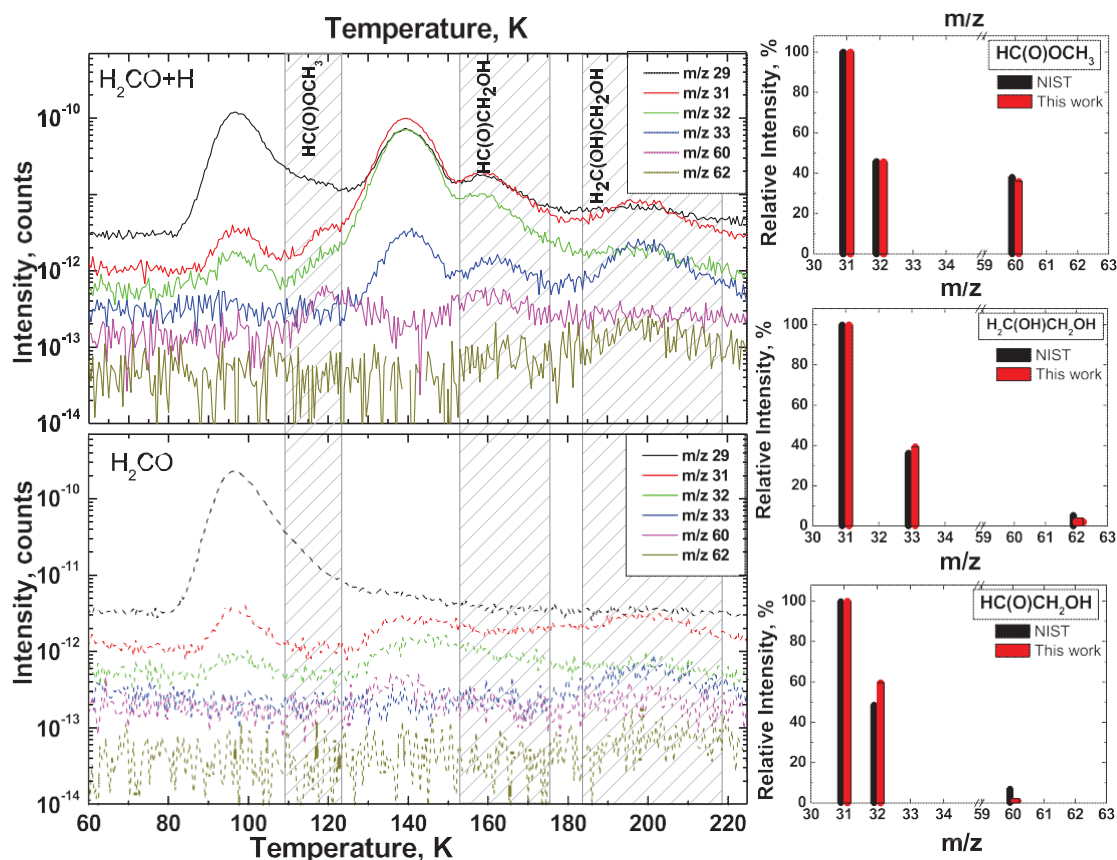 Temperature, K
H2CO+H
HC(O)OCH3
HC(O)CH2OH
H2C(OH)CH2OH
m/z 29
m/z 31
m/z 32
m/z 33
m/z 60
m/z 62
Intensity, counts
10-10
10-11
10-12
10-13
10-14
H2CO
m/z 29
m/z 31
m/z 32
m/z 33
m/z 60
m/z 62
Intensity, counts
10-10
10-11
10-12
10-13
10-14
60 80 100 120 140 160 180 200 220
Temperature, K
m/z
HC(O)OCH3
NIST
This work
Relative Intensity, %
100
80
60
40
20
0
30 31 32 33 34 59 60 61 62 63
m/z
H2C(OH)CH2OH
NIST
This work
Relative Intensity, %
100
80
60
40
20
0
30 31 32 33 34 59 60 61 62 63
m/z
HC(O)CH2OH
NIST
This work
Relative Intensity, %
100
80
60
40
20
0
30 31 32 33 34 59 60 61 62 63
m/z